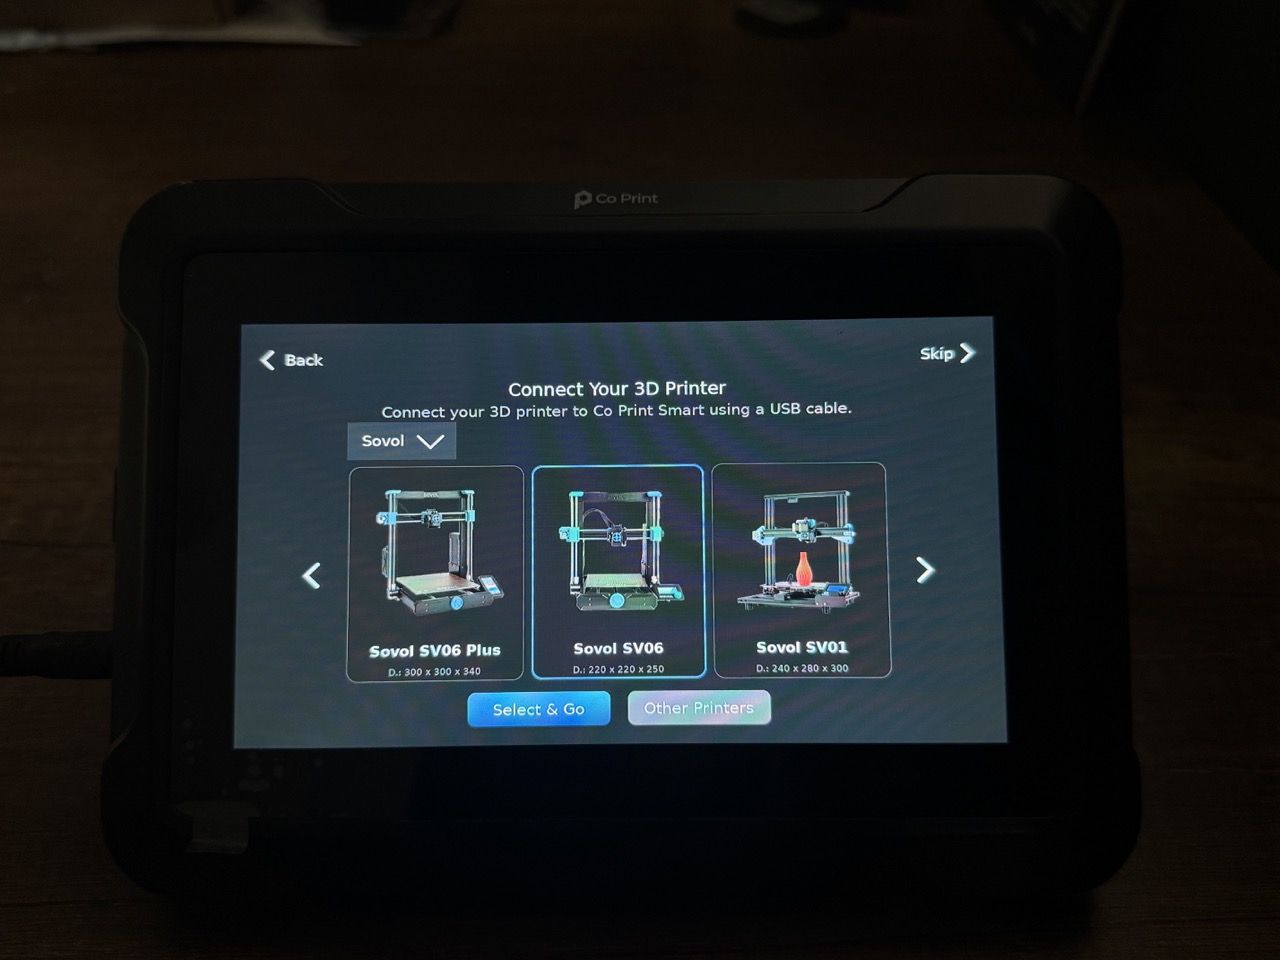 Co Print
Back
Skip
Connect Your 3D Printer
Connect your 3D printer to Co Print Smart using a USB cable.
Sovol
SOVOL
Sovol SV06 Plus
D.: 300 x 300 x 340
Sovol SV06
D.: 220 x 220 x 250
Sovol SV01
D.: 240 x 280 x 300
Select & Go
Other Printers